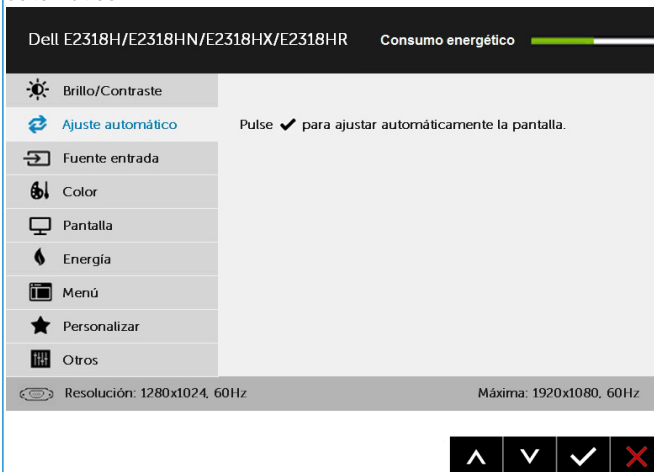 Dell E2318H/E2318HN/E2318HX/E2318HR Consumo energético
Brillo/Contraste
Ajuste automático
Pulse ✔ para ajustar automáticamente la pantalla.
Fuente entrada
Color
Pantalla
Energía
Menú
Personalizar
Otros
Resolución: 1280x1024, 60Hz Máxima: 1920x1080, 60Hz